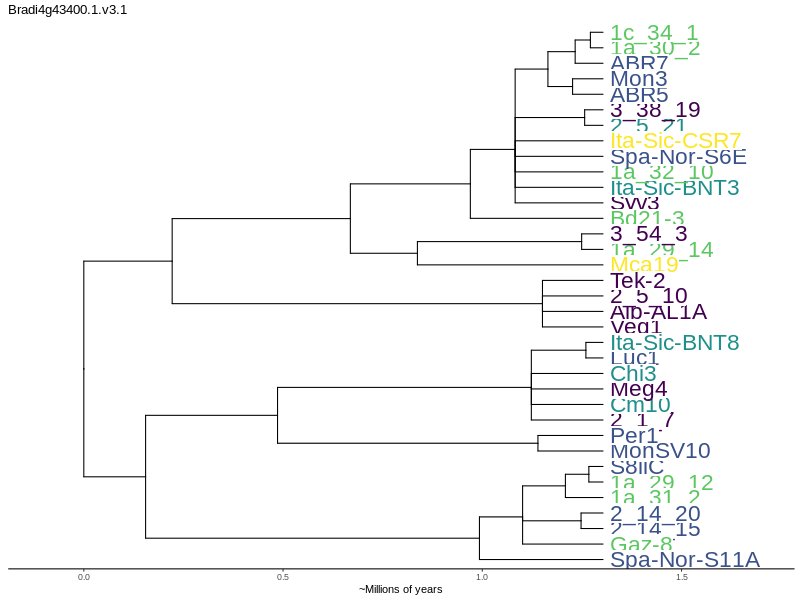 Bradi4g43400.1.v3.1
1c_34_1
1a_30_2
ABR7
Mon3
ABR5
3_38_19
2_5_21
Ita-Sic-CSR7
Spa-Nor-S6E
1a_32_10
Ita-Sic-BNT3
Svv3
Bd21-3
3_54_3
1a_29_14
Mca19
Tek-2
2_5_10
Alb-AL1A
Veg1
Ita-Sic-BNT8
Luc1
Chi3
Meg4
Cm10
2_1_7
Per1
MonSV10
S8iiC
1a_29_12
1a_31_2
2_14_20
2_14_15
Gaz-8
Spa-Nor-S11A
0.0 0.5 1.0 1.5
~Millions of years